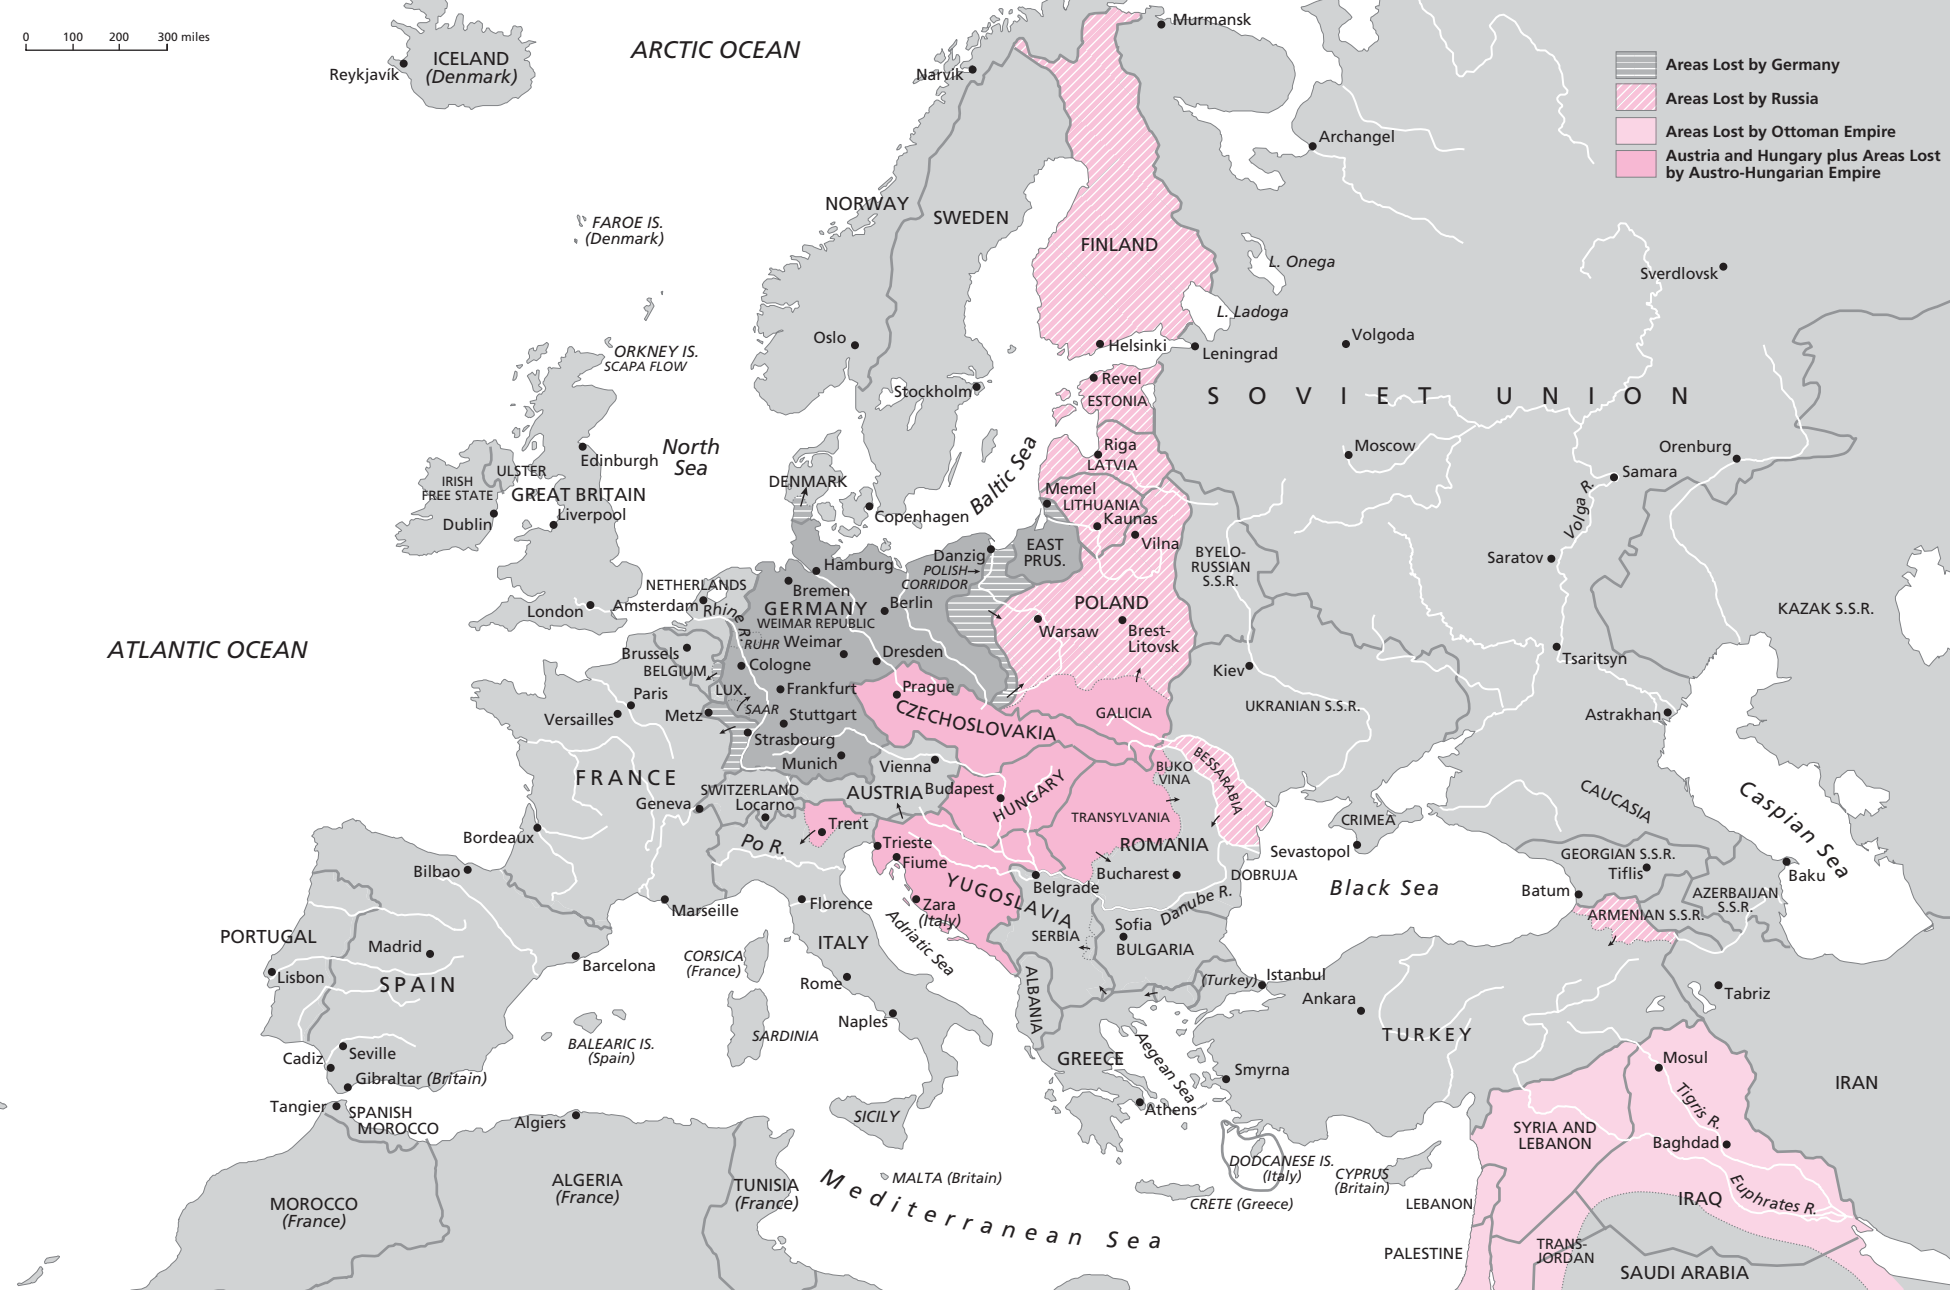 0 100 200 300 miles
ARCTIC OCEAN
ICELAND
(Denmark)
Reykjavík
Narvik
Murmansk
Areas Lost by Germany
Areas Lost by Russia
Areas Lost by Ottoman Empire
Austria and Hungary plus Areas Lost
by Austro-Hungarian Empire
Archangel
NORWAY
SWEDEN
FINLAND
FAROE IS.
(Denmark)
L. Onega
Sverdlovsk
L. Ladoga
Oslo
Helsinki
Leningrad
Volgoda
ORKNEY IS.
SCAPA FLOW
Stockholm
Revel
ESTONIA
SOVIET UNION
North
Sea
Edinburgh
Baltic Sea
Riga
LATVIA
Moscow
Orenburg
Samara
ULSTER
IRISH
FREE STATE
GREAT BRITAIN
Liverpool
Dublin
DENMARK
Copenhagen
Memel
LITHUANIA
Kaunas
Vilna
Volga R.
Saratov
BYELO-
RUSSIAN
S.S.R.
Danzig
POLISH
CORRIDOR
EAST
PRUS.
Hamburg
Bremen
NETHERLANDS
Amsterdam
Rhine R.
London
GERMANY
WEIMAR REPUBLIC
Berlin
POLAND
Warsaw
Brest-
Litovsk
KAZAK S.S.R.
ATLANTIC OCEAN
RUHR
Weimar
Dresden
Brussels
BELGIUM
Cologne
Kiev
Tsaritsyn
LUX.
Frankfurt
Prague
Paris
Versailles
Metz
SAAR
Stuttgart
CZECHOSLOVAKIA
GALICIA
UKRANIAN S.S.R.
Astrakhan
Strasbourg
Munich
Vienna
FRANCE
SWITZERLAND
Geneva
Locarno
AUSTRIA
Budapest
HUNGARY
BUKO
VINA
BESSARABIA
TRANSYLVANIA
ROMANIA
CAUCASIA
Caspian Sea
CRIMEA
Sevastopol
Bordeaux
Trent
Po R.
Trieste
Fiume
Bilbao
YUGOSLAVIA
Belgrade
Bucharest
DOBRUJA
Danube R.
Black Sea
GEORGIAN S.S.R.
Tiflis
Batum
AZERBAIJAN
S.S.R.
Baku
ARMENIAN S.S.R.
Marseille
Florence
Zara
(Italy)
Adriatic Sea
SERBIA
Sofia
BULGARIA
PORTUGAL
Madrid
Lisbon
SPAIN
Barcelona
CORSICA
(France)
ITALY
Rome
Naples
ALBANIA
(Turkey)
Istanbul
Ankara
TURKEY
Tabriz
BALEARIC IS.
(Spain)
SARDINIA
Seville
Cadiz
Gibraltar (Britain)
GREECE
Aegean Sea
Smyrna
Athens
Mosul
Tigris R.
IRAN
Tangier
SPANISH
MOROCCO
Algiers
SICILY
SYRIA AND
LEBANON
Baghdad
MOROCCO
(France)
ALGERIA
(France)
TUNISIA
(France)
MALTA (Britain)
Mediterranean Sea
DODCANESE IS.
(Italy)
CRETE (Greece)
CYPRUS
(Britain)
LEBANON
IRAQ
Euphrates R.
PALESTINE
TRANS-
JORDAN
SAUDI ARABIA